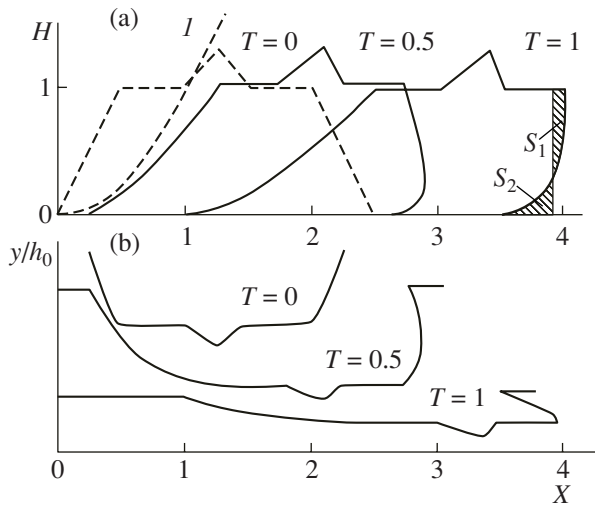 (a)
H
1
T = 0
T = 0.5
T = 1
1
S1
S2
0
1
2
3
4
y/h0
(b)
T = 0
T = 0.5
T = 1
0
1
2
3
4
X